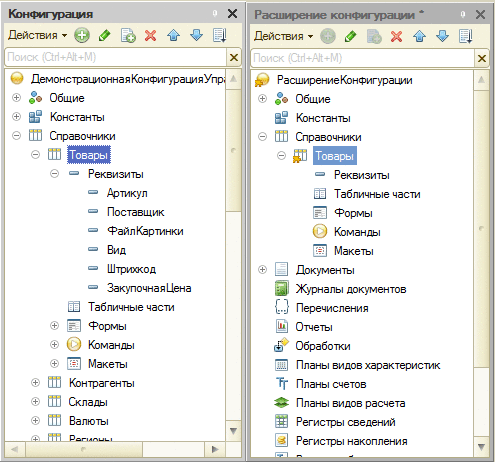 Конфигурация
Действия
Поиск (Ctrl+Alt+M)
ДемонстрационнаяКонфигурацияУпра
Общие
Константы
Справочники
Товары
Реквизиты
Артикул
Поставщик
ФайлКартинки
Вид
Штрихкод
ЗакупочнаяЦена
Табличные части
Формы
Команды
Макеты
Контрагенты
Склады
Валюты
Регионы
Расширение конфигурации *
Действия
Поиск (Ctrl+Alt+M)
РасширениеКонфигурации
Общие
Константы
Справочники
Товары
Реквизиты
Табличные части
Формы
Команды
Макеты
Документы
Журналы документов
Перечисления
Отчеты
Обработки
Планы видов характеристик
Планы счетов
Планы видов расчета
Регистры сведений
Регистры накопления